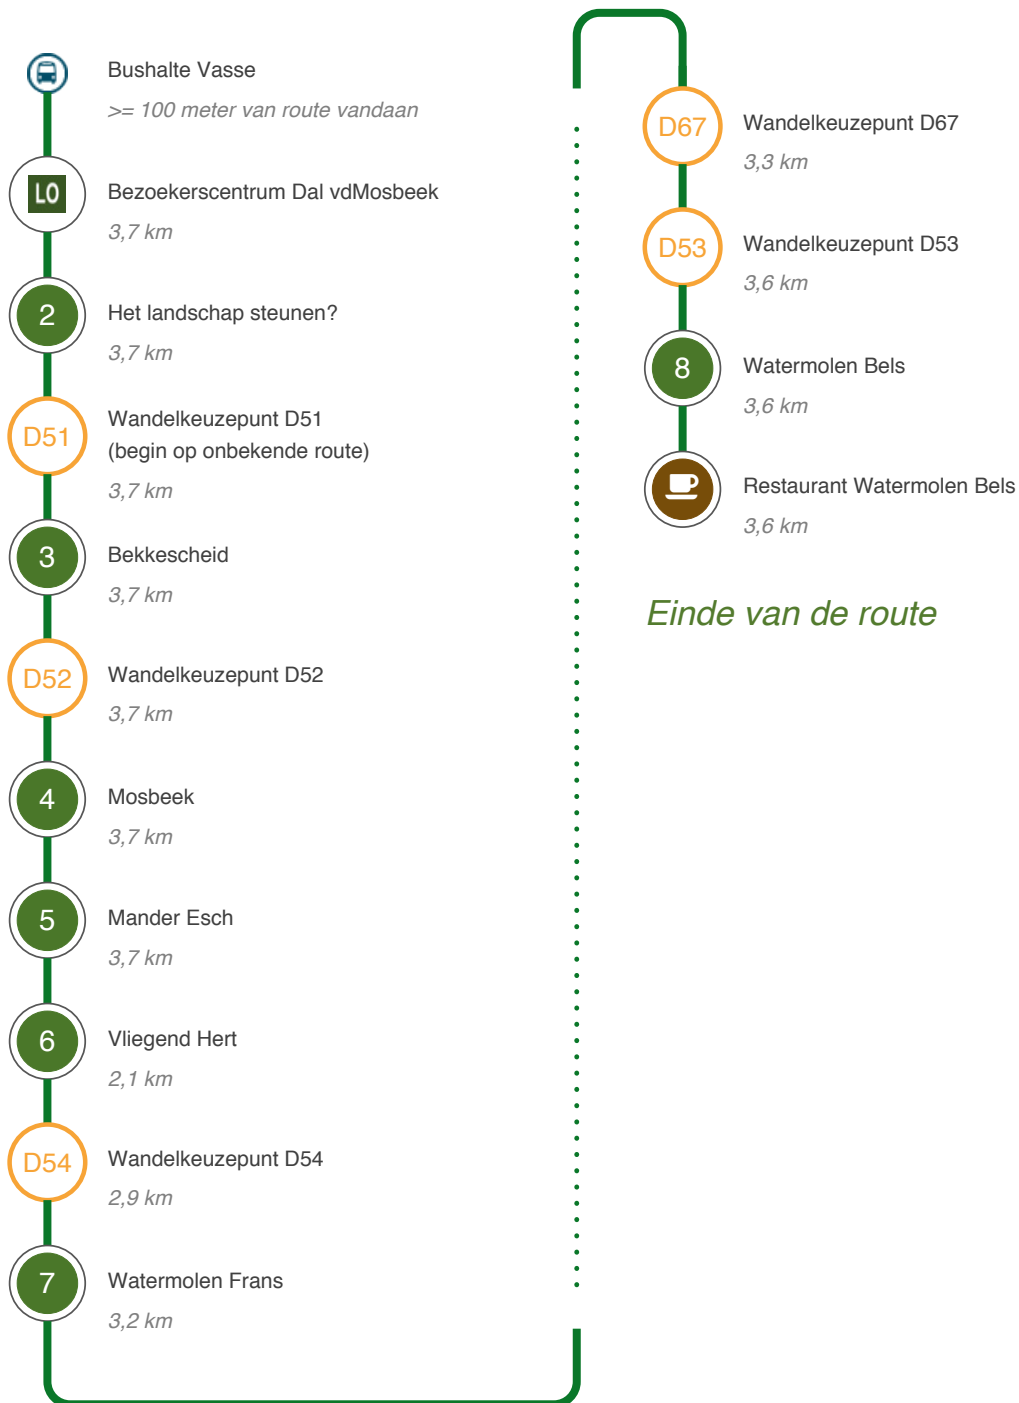 Bushalte Vasse
>= 100 meter van route vandaan
LO
Bezoekerscentrum Dal vdMosbeek
3,7 km
2
Het landschap steunen?
3,7 km
D51
Wandelkeuzepunt D51
(begin op onbekende route)
3,7 km
3
Bekkescheid
3,7 km
D52
Wandelkeuzepunt D52
3,7 km
4
Mosbeek
3,7 km
5
Mander Esch
3,7 km
6
Vliegend Hert
2,1 km
D54
Wandelkeuzepunt D54
2,9 km
7
Watermolen Frans
3,2 km
D67
Wandelkeuzepunt D67
3,3 km
D53
Wandelkeuzepunt D53
3,6 km
8
Watermolen Bels
3,6 km
Restaurant Watermolen Bels
3,6 km
Einde van de route